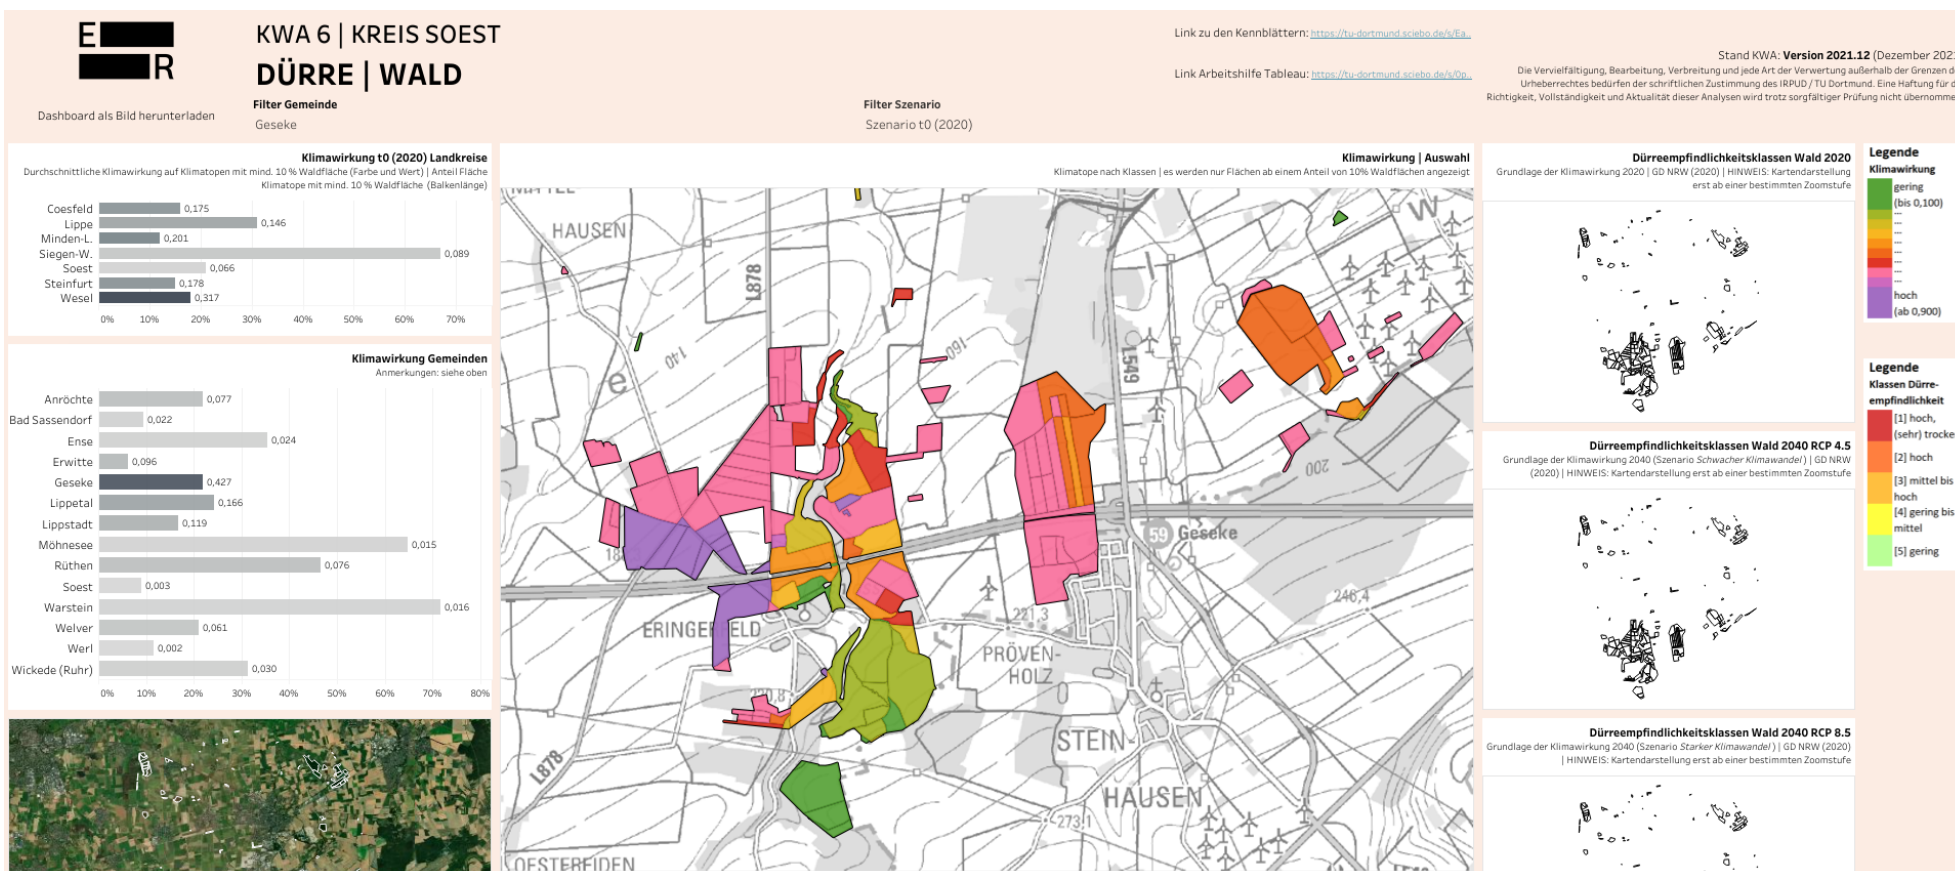 E
R
Dashboard als Bild herunterladen
KWA 6 | KREIS SOEST
DÜRRE | WALD
Filter Gemeinde
Geseke
Filter Szenario
Szenario t0 (2020)
Link zu den Kennblättern: https://tu-dortmund.sciebo.de/s/Ea..
Link Arbeitshilfe Tableau: https://tu-dortmund.sciebo.de/s/0p..
Stand KWA: Version 2021.12 (Dezember 202
Die Vervielfältigung, Bearbeitung, Verbreitung und jede Art der Verwertung außerhalb der Grenzen d
Urheberrechtes bedürfen der schriftlichen Zustimmung des IRPUD / TU Dortmund. Eine Haftung für d
Richtigkeit, Vollständigkeit und Aktualität dieser Analysen wird trotz sorgfältiger Prüfung nicht übernomme
Klimawirkung t0 (2020) Landkreise
Durchschnittliche Klimawirkung auf Klimatopen mit mind. 10 % Waldfläche (Farbe und Wert) | Anteil Fläche
Klimatope mit mind. 10 % Waldfläche (Balkenlänge)
Coesfeld 0,175
Lippe 0,146
Minden-L. 0,201
Siegen-W. 0,089
Soest 0,066
Steinfurt 0,178
Wesel 0,317
0% 10% 20% 30% 40% 50% 60% 70%
Klimawirkung Gemeinden
Anmerkungen: siehe oben
Anröchte 0,077
Bad Sassendorf 0,022
Ense 0,024
Erwitte 0,096
Geseke 0,427
Lippetal 0,166
Lippstadt 0,119
Möhnesee 0,015
Rüthen 0,076
Soest 0,003
Warstein 0,016
Welver 0,061
Werl 0,002
Wickede (Ruhr) 0,030
0% 10% 20% 30% 40% 50% 60% 70% 80%
Klimawirkung | Auswahl
Klimatope nach Klassen | es werden nur Flächen ab einem Anteil von 10% Waldflächen angezeigt
HAUSEN
W
L878
140
160
e
L549
200
59 Geseke
18
246,4
221,3
ERINGERFELD
PRÖVEN-
HOLZ
STEIN-
L878
HAUSEN
273,1
OESTEREIDEN
Dürreempfindlichkeitsklassen Wald 2020
Grundlage der Klimawirkung 2020 | GD NRW (2020) | HINWEIS: Kartendarstellung
erst ab einer bestimmten Zoomstufe
Dürreempfindlichkeitsklassen Wald 2040 RCP 4.5
Grundlage der Klimawirkung 2040 (Szenario Schwacher Klimawandel ) | GD NRW
(2020) | HINWEIS: Kartendarstellung erst ab einer bestimmten Zoomstufe
Dürreempfindlichkeitsklassen Wald 2040 RCP 8.5
Grundlage der Klimawirkung 2040 (Szenario Starker Klimawandel ) | GD NRW (2020)
| HINWEIS: Kartendarstellung erst ab einer bestimmten Zoomstufe
Legende
Klimawirkung
gering
(bis 0,100)
...
...
...
...
...
...
...
...
hoch
(ab 0,900)
Legende
Klassen Dürre-
empfindlichkeit
[1] hoch,
(sehr) trocke
[2] hoch
[3] mittel bis
hoch
[4] gering bis
mittel
[5] gering